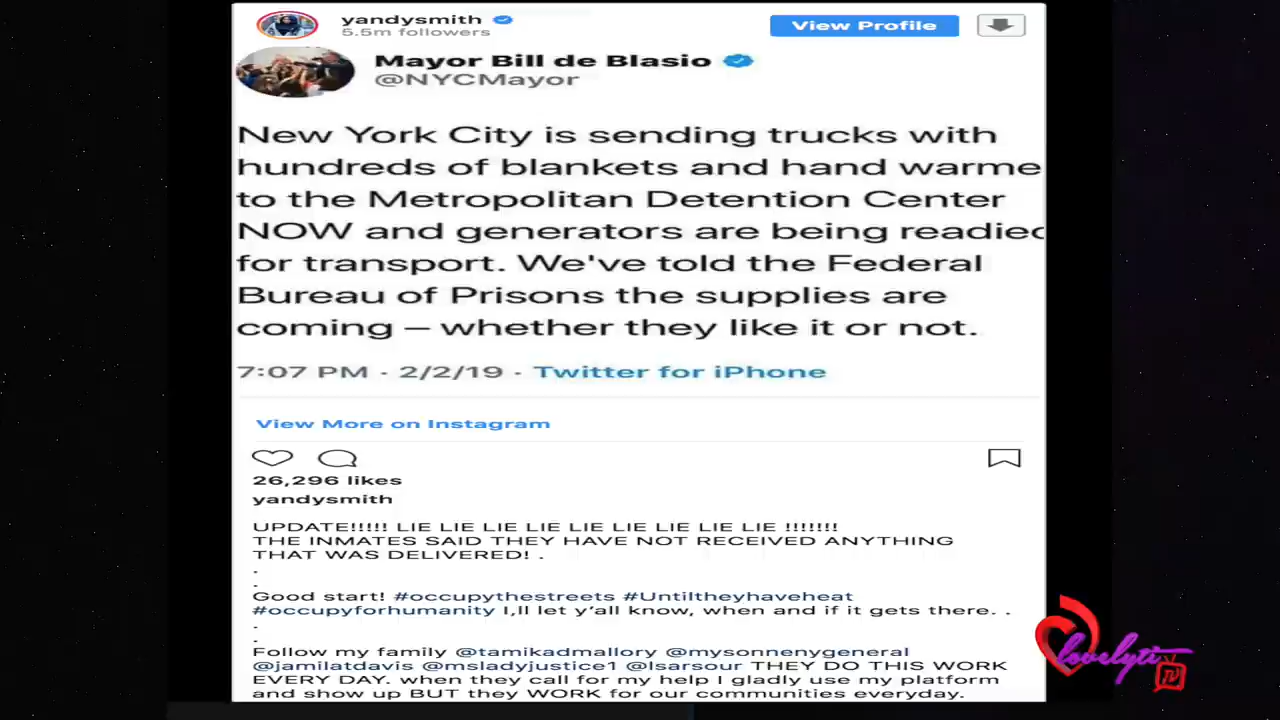 yandysmith
5.5m followers
View Profile
Mayor Bill de Blasio
@NYCMayor
New York City is sending trucks with
hundreds of blankets and hand warme
to the Metropolitan Detention Center
NOW and generators are being readied
for transport. We've told the Federal
Bureau of Prisons the supplies are
coming — whether they like it or not.
7:07 PM · 2/2/19 · Twitter for iPhone
View More on Instagram
26,296 likes
yandysmith
UPDATE!!!!! LIE LIE LIE LIE LIE LIE LIE LIE LIE !!!!!!!
THE INMATES SAID THEY HAVE NOT RECEIVED ANYTHING
THAT WAS DELIVERED! .
.
.
Good start! #occupythestreets #Untiltheyhaveheat
#occupyforhumanity I,ll let y'all know, when and if it gets there. .
.
.
Follow my family @tamikadmallory @mysonnenygeneral
@jamilatdavis @msladyjustice1 @lsarsour THEY DO THIS WORK
EVERY DAY. when they call for my help I gladly use my platform
and show up BUT they WORK for our communities everyday.
lovelyti
TV